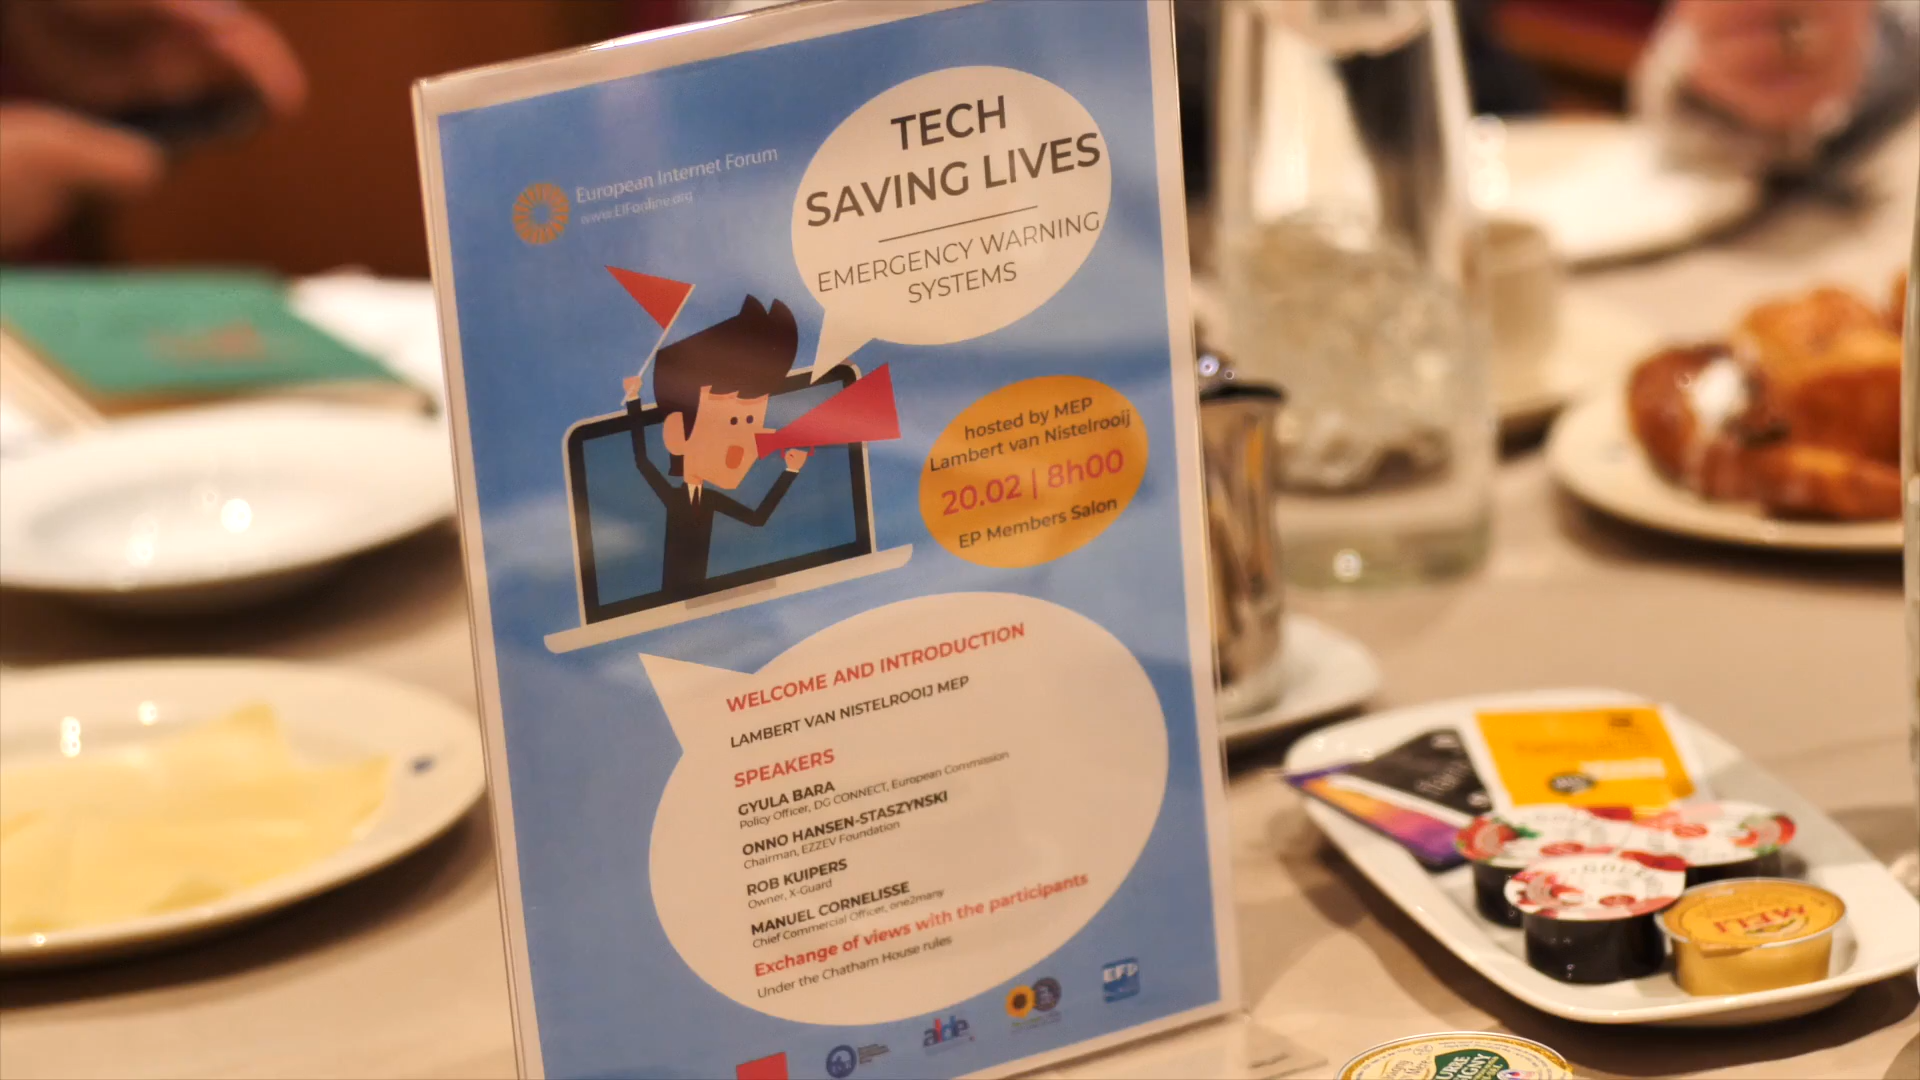 European Internet Forum
www.EIFonline.org
TECH
SAVING LIVES
EMERGENCY WARNING
SYSTEMS
hosted by MEP
Lambert van Nistelrooij
20.02 | 8h00
EP Members Salon
WELCOME AND INTRODUCTION
LAMBERT VAN NISTELROOIJ MEP
SPEAKERS
GYULA BARA
Policy Officer, DG CONNECT, European Commission
ONNO HANSEN-STASZYNSKI
Chairman, EZZEV Foundation
ROB KUIPERS
Owner, X-Guard
MANUEL CORNELISSE
Chief Commercial Officer, one2many
Exchange of views with the participants
Under the Chatham House rules
alde
EFD
MELI